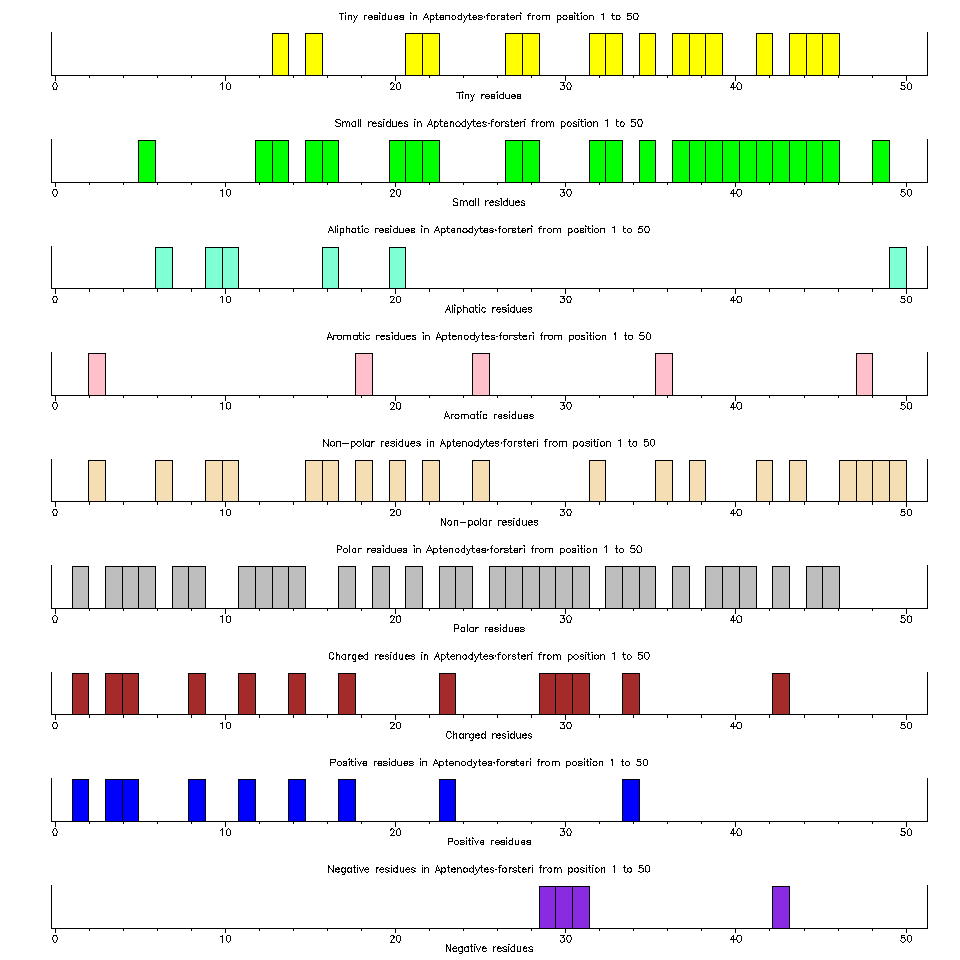 Tiny residues in Aptenodytes-forsteri from position 1 to 50
0 10 20 30 40 50
Tiny residues
Small residues in Aptenodytes-forsteri from position 1 to 50
0 10 20 30 40 50
Small residues
Aliphatic residues in Aptenodytes-forsteri from position 1 to 50
0 10 20 30 40 50
Aliphatic residues
Aromatic residues in Aptenodytes-forsteri from position 1 to 50
0 10 20 30 40 50
Aromatic residues
Non-polar residues in Aptenodytes-forsteri from position 1 to 50
0 10 20 30 40 50
Non-polar residues
Polar residues in Aptenodytes-forsteri from position 1 to 50
0 10 20 30 40 50
Polar residues
Charged residues in Aptenodytes-forsteri from position 1 to 50
0 10 20 30 40 50
Charged residues
Positive residues in Aptenodytes-forsteri from position 1 to 50
0 10 20 30 40 50
Positive residues
Negative residues in Aptenodytes-forsteri from position 1 to 50
0 10 20 30 40 50
Negative residues